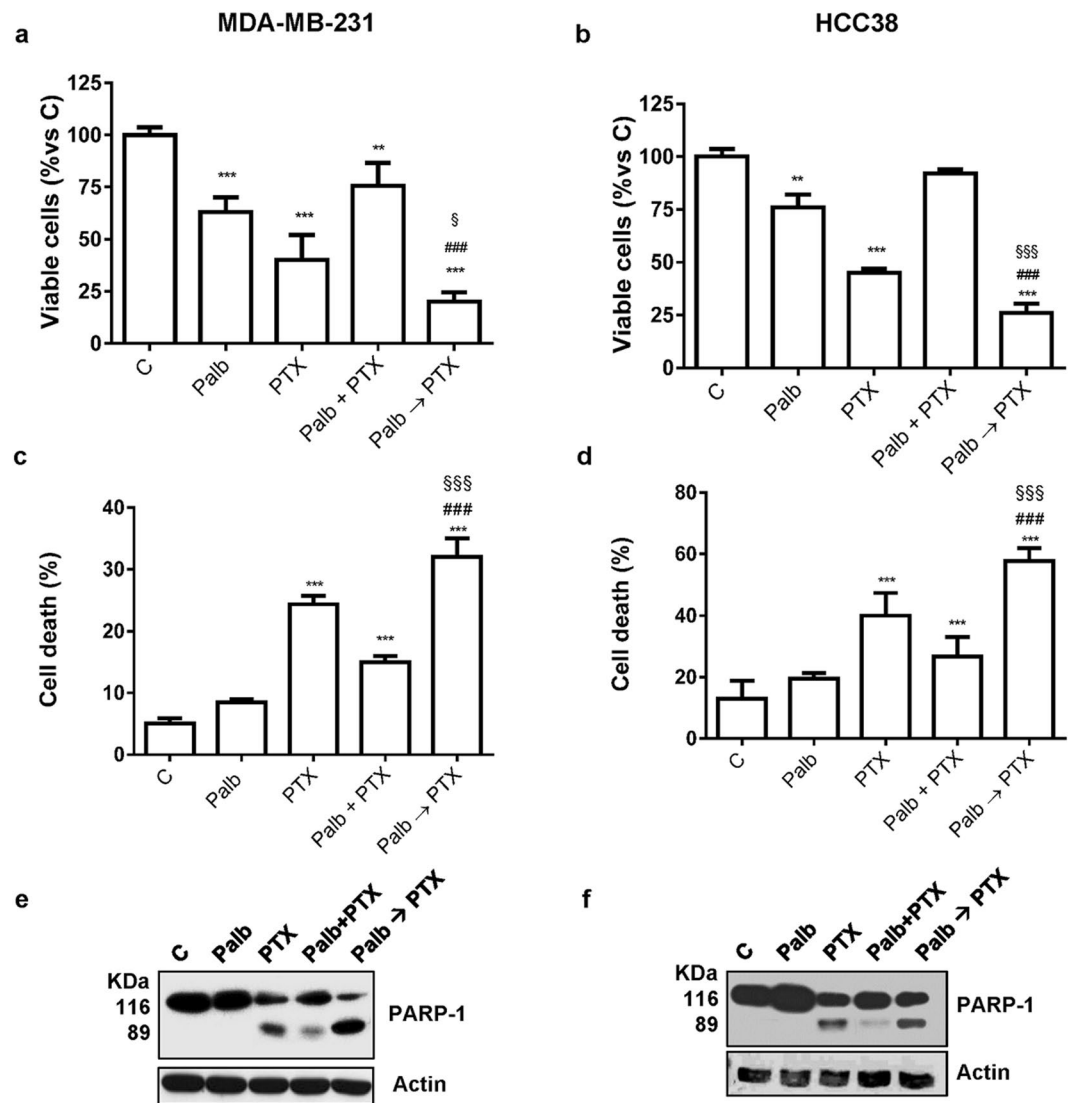 MDA-MB-231
HCC38
a
Viable cells (%vs C)
125
100
75
50
25
0
***
***
**
§
###
***
C
Palb
PTX
Palb + PTX
Palb → PTX
b
Viable cells (%vs C)
125
100
75
50
25
0
**
***
§§§
###
***
C
Palb
PTX
Palb + PTX
Palb → PTX
c
Cell death (%)
40
30
20
10
0
***
***
§§§
###
***
C
Palb
PTX
Palb + PTX
Palb → PTX
d
Cell death (%)
80
60
40
20
0
***
***
§§§
###
***
C
Palb
PTX
Palb + PTX
Palb → PTX
e
C
Palb
PTX
Palb+PTX
Palb → PTX
KDa
116
89
PARP-1
Actin
f
C
Palb
PTX
Palb+PTX
Palb → PTX
KDa
116
89
PARP-1
Actin